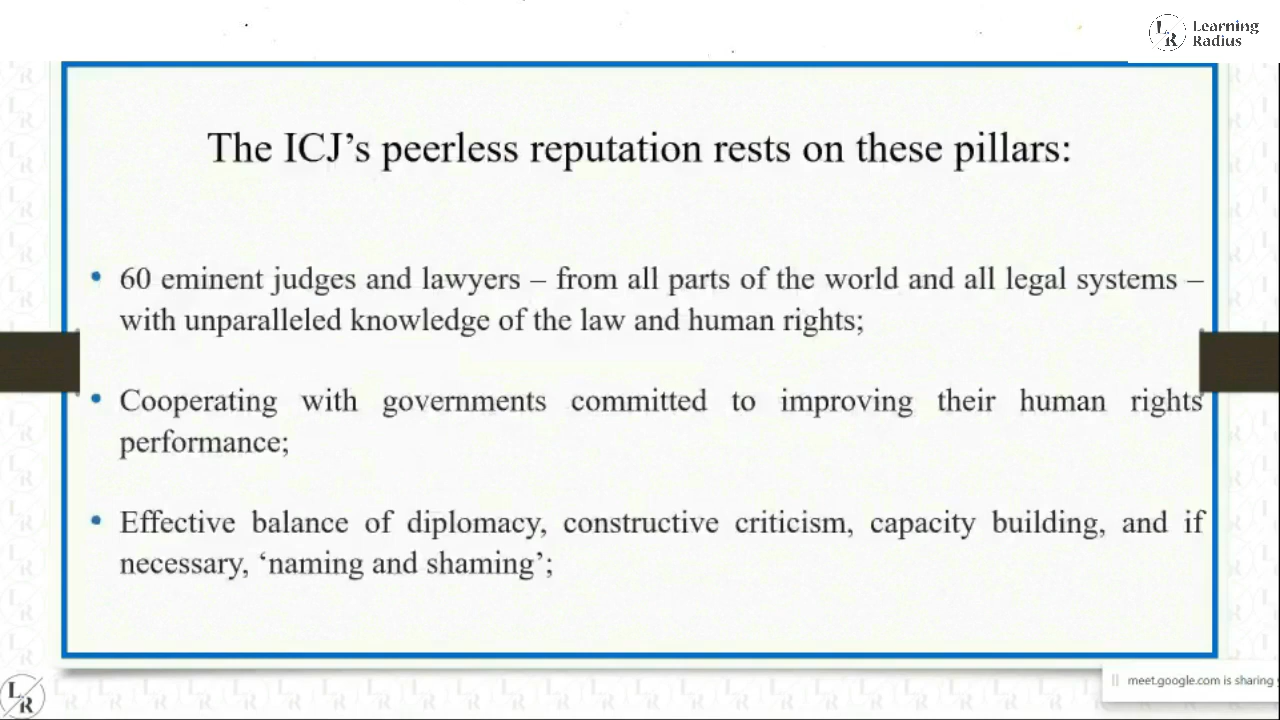 Learning
Radius
The ICJ’s peerless reputation rests on these pillars:
• 60 eminent judges and lawyers – from all parts of the world and all legal systems –
with unparalleled knowledge of the law and human rights;
• Cooperating with governments committed to improving their human rights
performance;
• Effective balance of diplomacy, constructive criticism, capacity building, and if
necessary, ‘naming and shaming’;
LR
meet.google.com is sharing